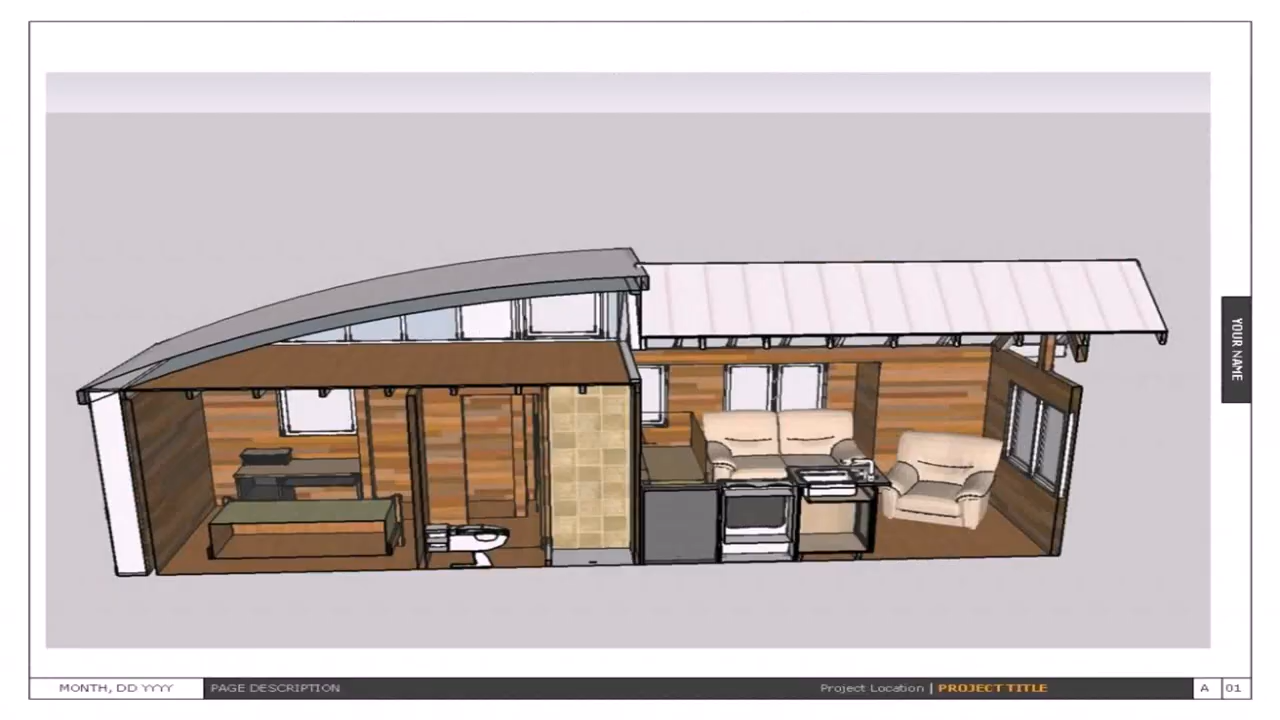 YOUR NAME
MONTH, DD YYYY
PAGE DESCRIPTION
Project Location | PROJECT TITLE
A
01